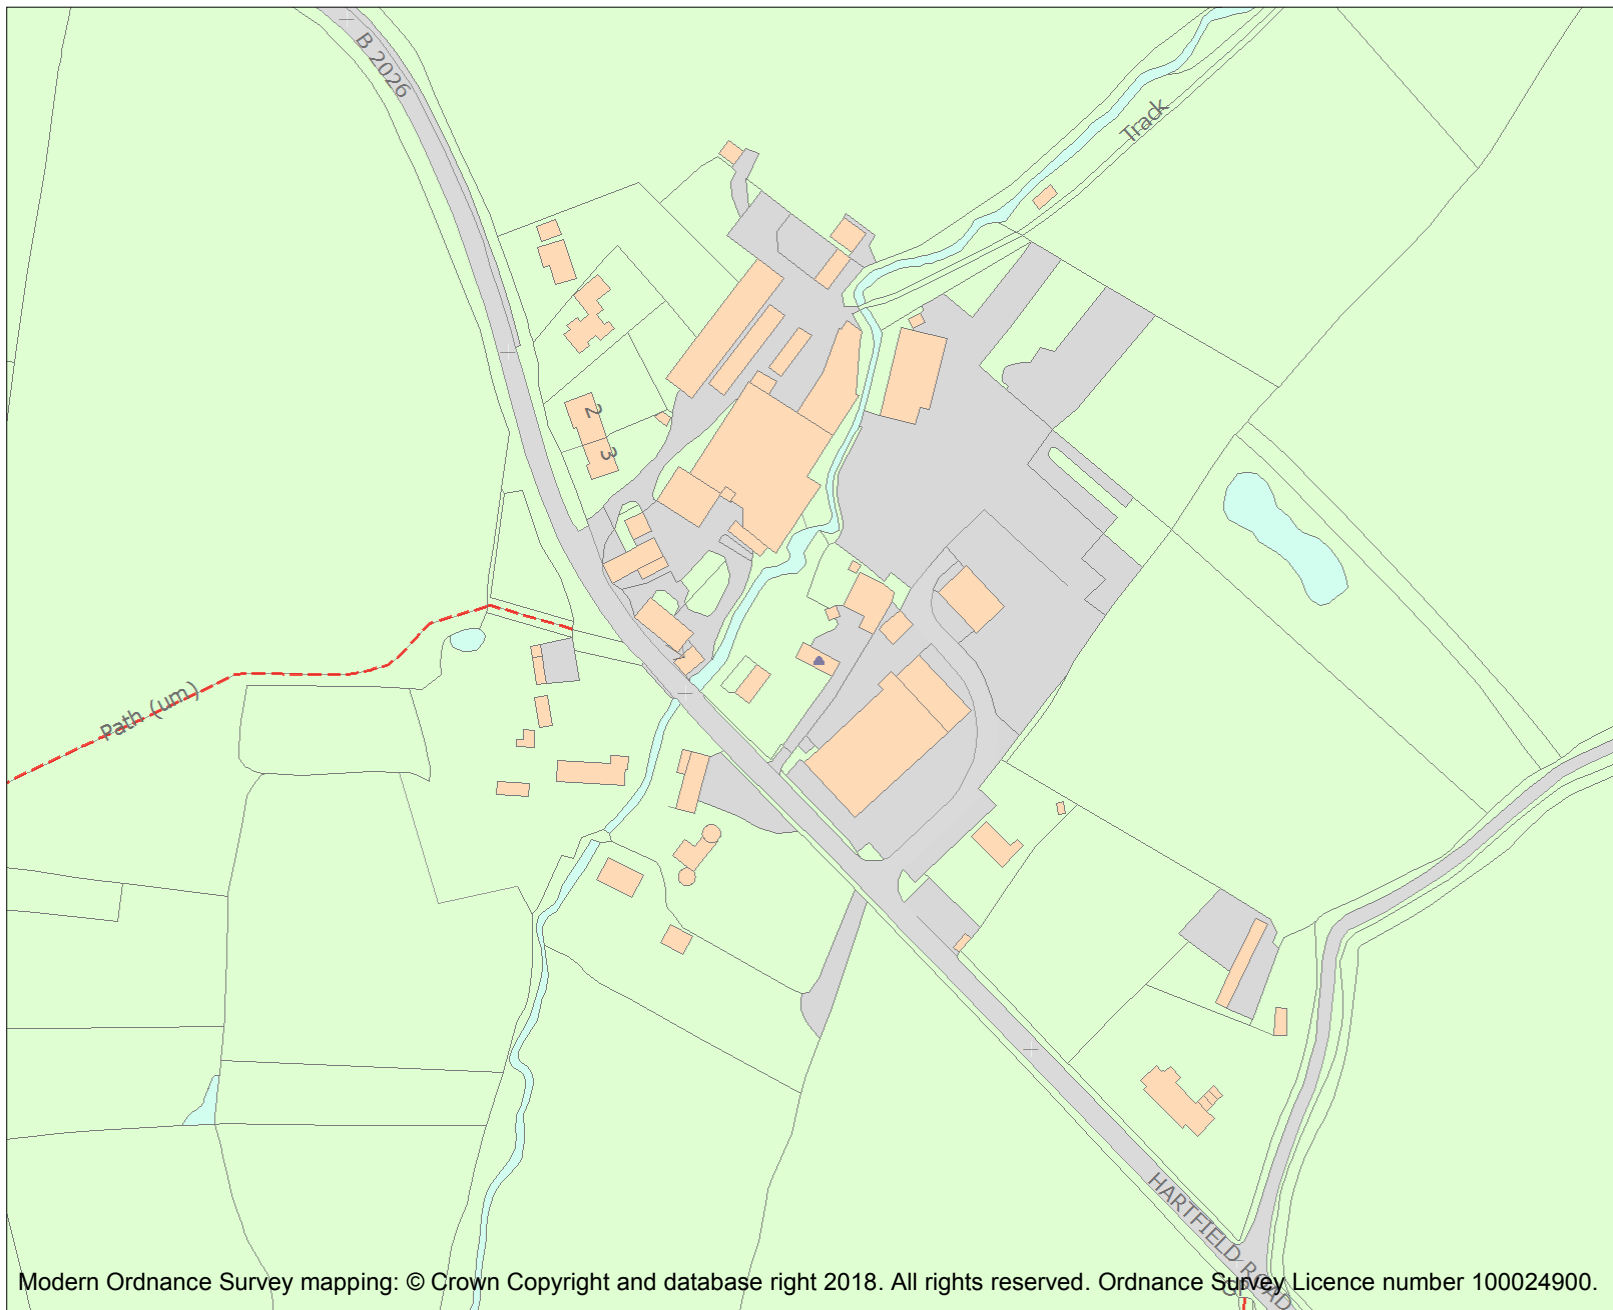 B 2026
Track
2
3
Path (um)
HARTFIELD ROAD
Modern Ordnance Survey mapping: © Crown Copyright and database right 2018. All rights reserved. Ordnance Survey Licence number 100024900.